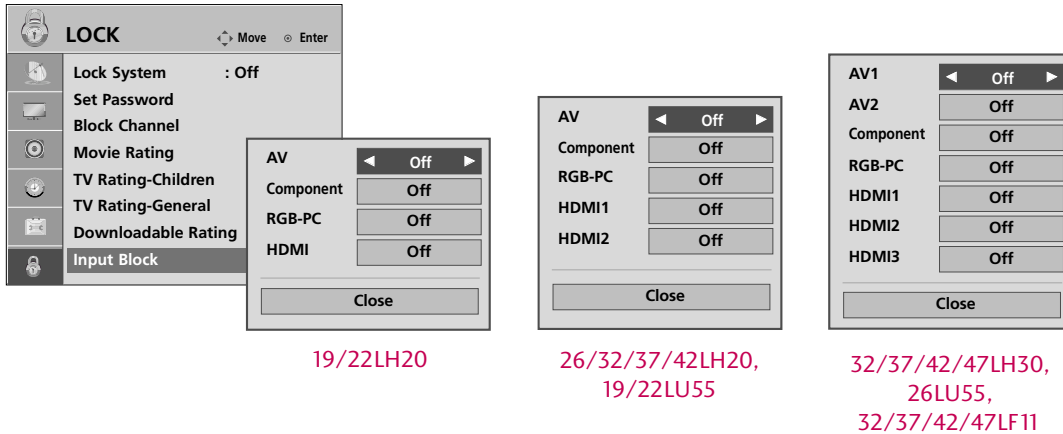 LOCK
Move
Enter
Lock System : Off
Set Password
Block Channel
Movie Rating
TV Rating-Children
TV Rating-General
Downloadable Rating
Input Block
AV Off
Component Off
RGB-PC Off
HDMI Off
Close
19/22LH20
AV Off
Component Off
RGB-PC Off
HDMI1 Off
HDMI2 Off
Close
26/32/37/42LH20,
19/22LU55
AV1 Off
AV2 Off
Component Off
RGB-PC Off
HDMI1 Off
HDMI2 Off
HDMI3 Off
Close
32/37/42/47LH30,
26LU55,
32/37/42/47LF11